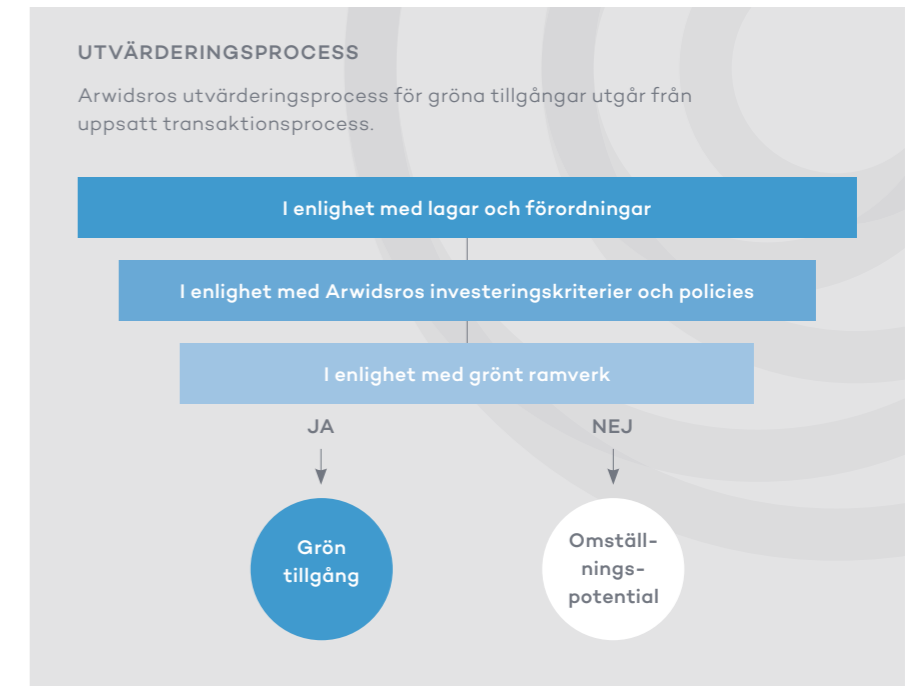 UTVÄRDERINGSPROCESS
Arwidsros utvärderingsprocess för gröna tillgångar utgår från
uppsatt transaktionsprocess.
I enlighet med lagar och förordningar
I enlighet med Arwidsros investeringskriterier och policies
I enlighet med grönt ramverk
JA
NEJ
Grön
tillgång
Omställ-
nings-
potential